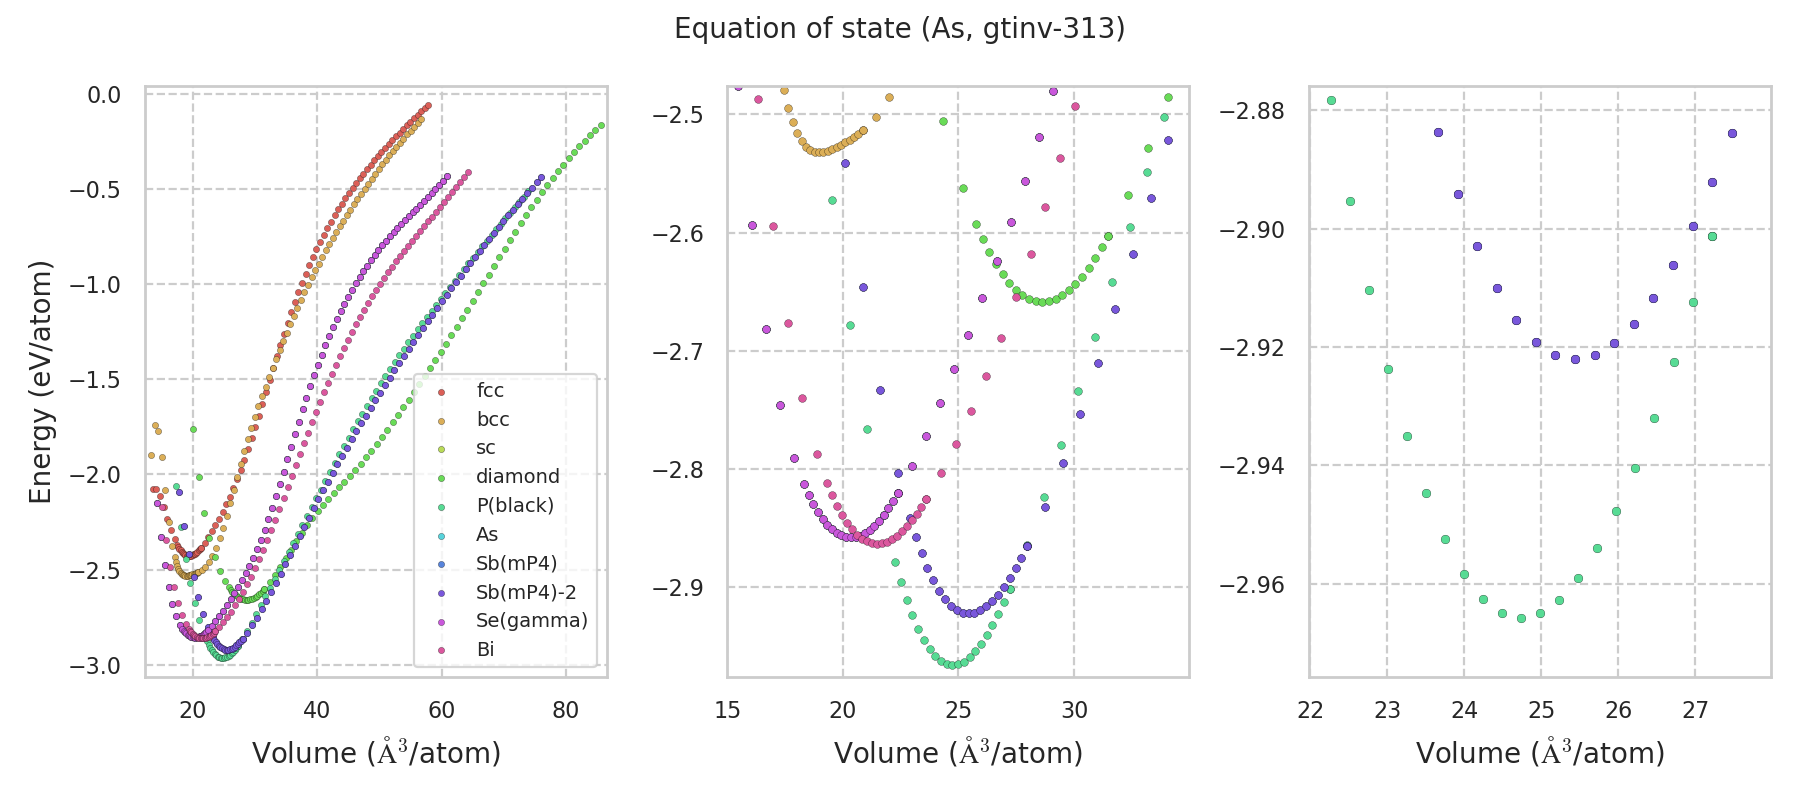 Equation of state (As, gtinv-313)
Energy (eV/atom)
0.0
−0.5
−1.0
−1.5
−2.0
−2.5
−3.0
20
40
60
80
Volume (Å³/atom)
fcc
bcc
sc
diamond
P(black)
As
Sb(mP4)
Sb(mP4)-2
Se(gamma)
Bi
−2.5
−2.6
−2.7
−2.8
−2.9
15
20
25
30
Volume (Å³/atom)
−2.88
−2.90
−2.92
−2.94
−2.96
22
23
24
25
26
27
Volume (Å³/atom)